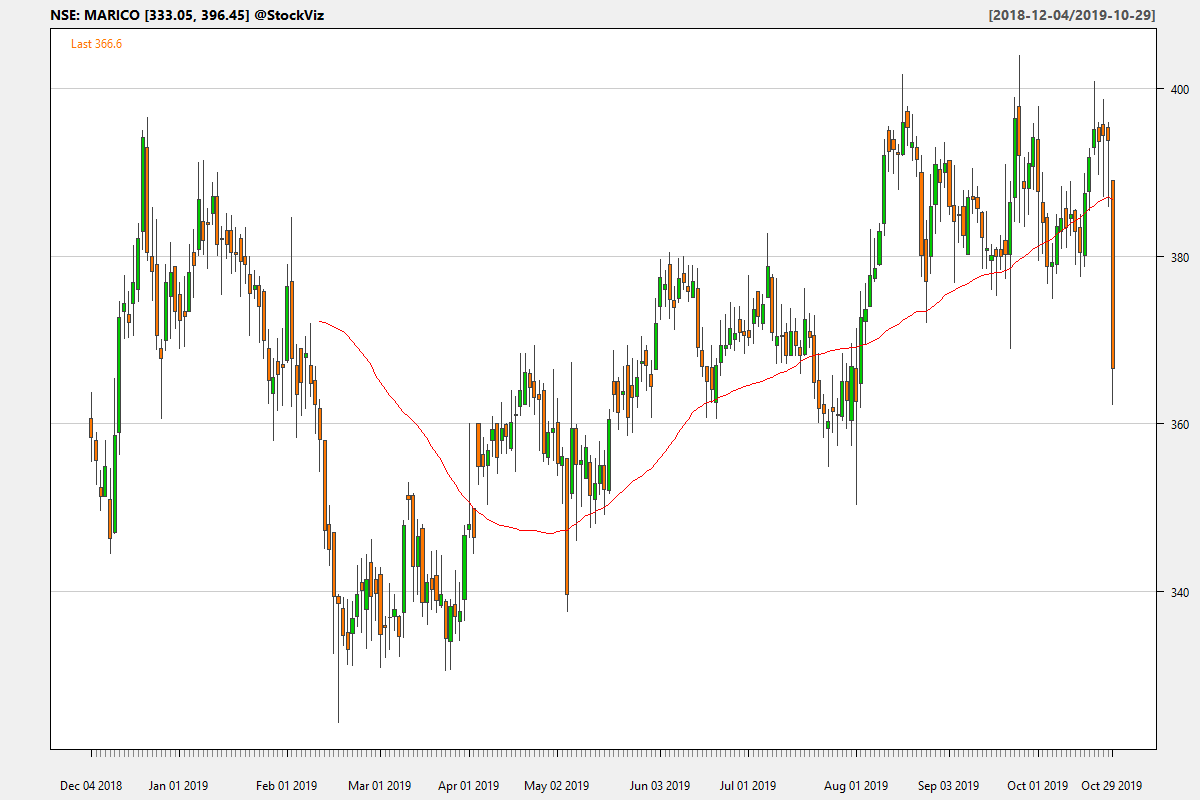 NSE: MARICO [333.05, 396.45] @StockViz
[2018-12-04/2019-10-29]
Last 366.6
400
380
360
340
Dec 04 2018
Jan 01 2019
Feb 01 2019
Mar 01 2019
Apr 01 2019
May 02 2019
Jun 03 2019
Jul 01 2019
Aug 01 2019
Sep 03 2019
Oct 01 2019
Oct 29 2019